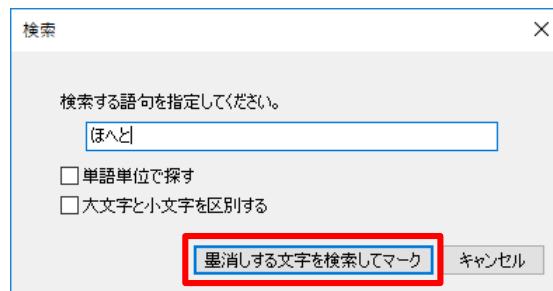 検索
検索する語句を指定してください。
ほへと
単語単位で探す
大文字と小文字を区別する
墨消しする文字を検索してマーク キャンセル